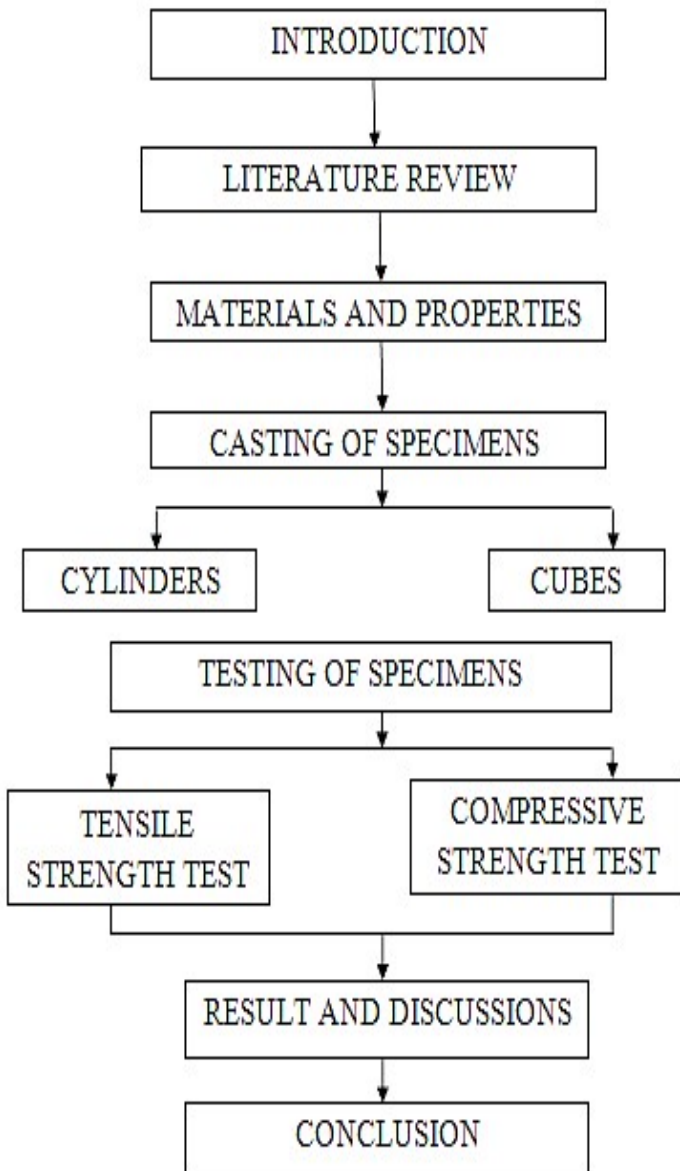 INTRODUCTION
LITERATURE REVIEW
MATERIALS AND PROPERTIES
CASTING OF SPECIMENS
CYLINDERS
CUBES
TESTING OF SPECIMENS
TENSILE
STRENGTH TEST
COMPRESSIVE
STRENGTH TEST
RESULT AND DISCUSSIONS
CONCLUSION